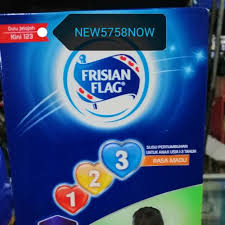 Dulu Jelajah
Kini 123
NEW5758NOW
FRISIAN
FLAG®
1 2 3
SUSU PERTUMBUHAN
UNTUK ANAK USIA 1-3 TAHUN
RASA MADU